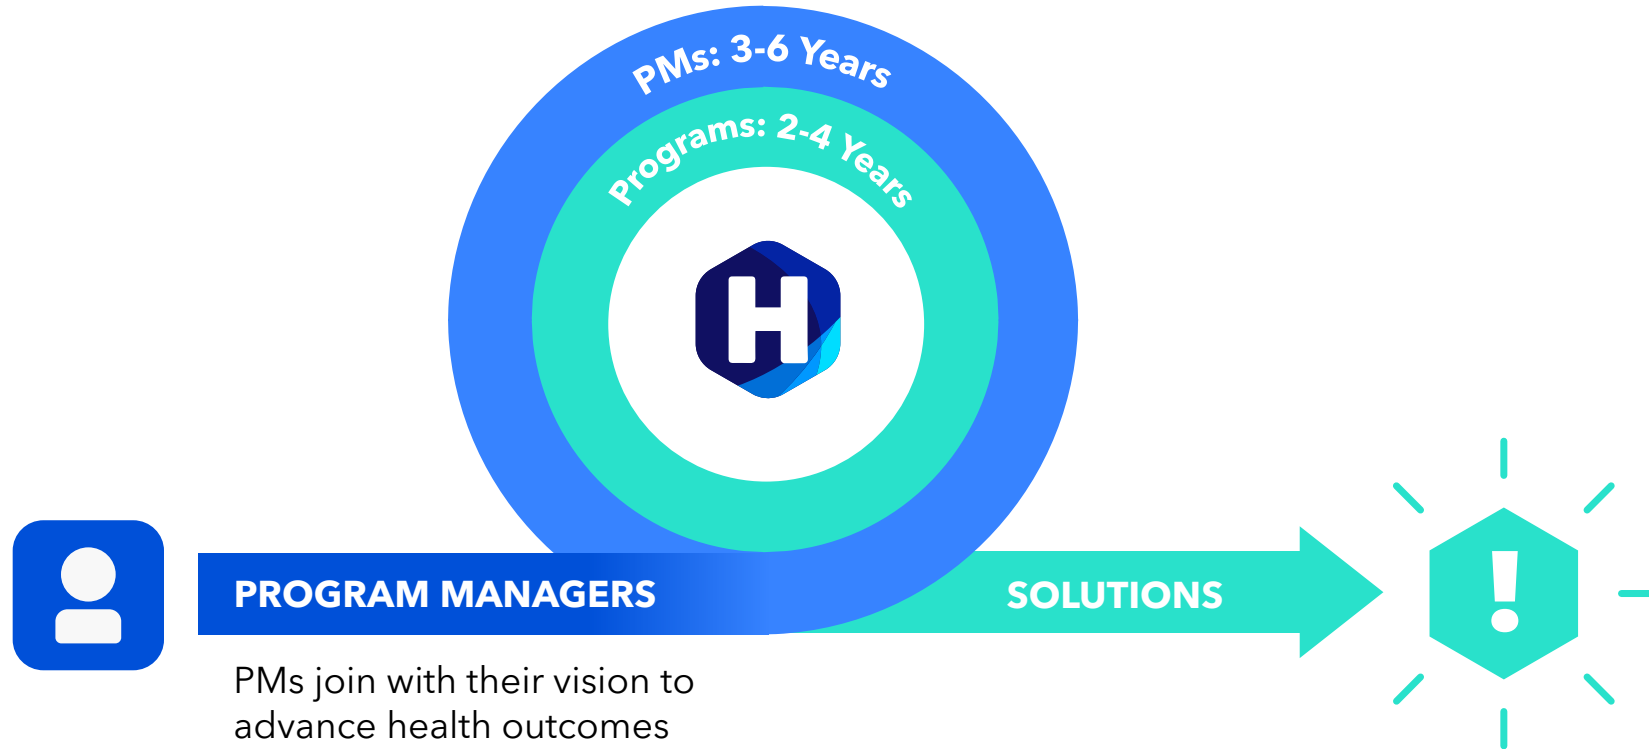 PMs: 3-6 Years
Programs: 2-4 Years
H
PROGRAM MANAGERS
SOLUTIONS
!
PMs join with their vision to
advance health outcomes